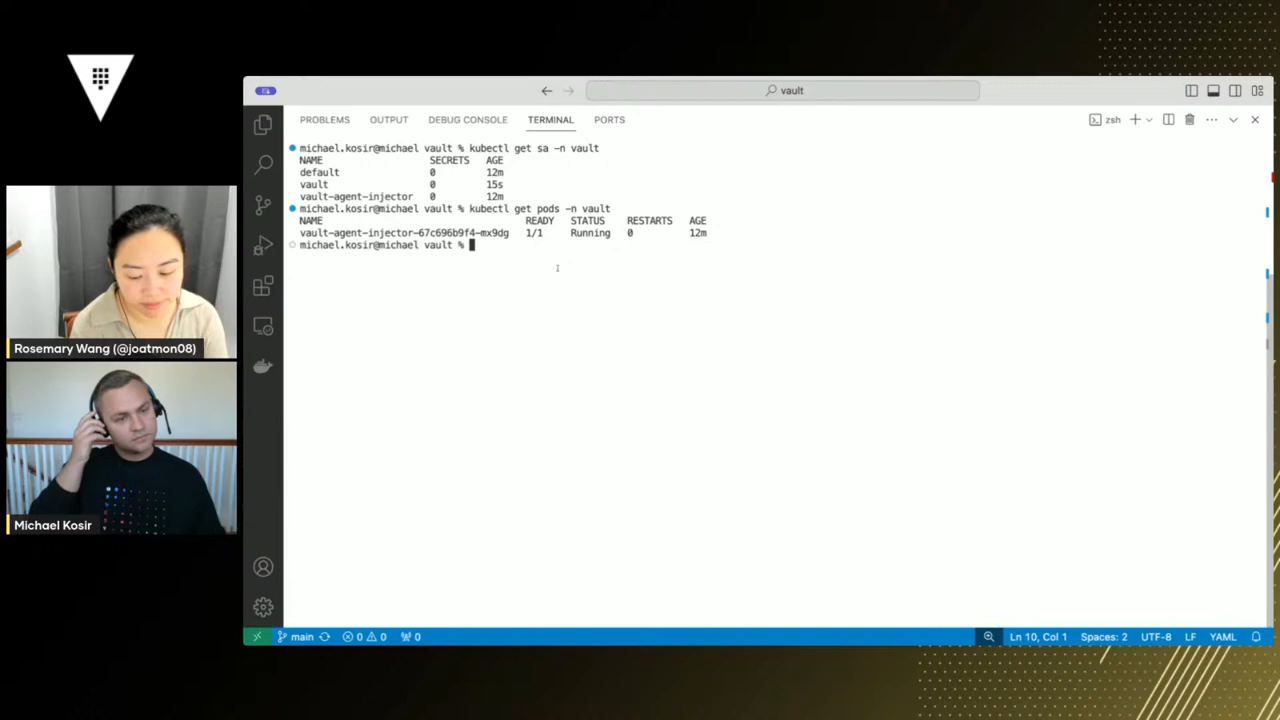 vault
PROBLEMS OUTPUT DEBUG CONSOLE TERMINAL PORTS zsh
michael.kosir@michael vault % kubectl get sa -n vault
NAME SECRETS AGE
default 0 12m
vault 0 15s
vault-agent-injector 0 12m
michael.kosir@michael vault % kubectl get pods -n vault
NAME READY STATUS RESTARTS AGE
vault-agent-injector-67c696b9f4-mx9dg 1/1 Running 0 12m
michael.kosir@michael vault %
Rosemary Wang (@joatmon08)
Michael Kosir
main 0 0 0 Ln 10, Col 1 Spaces: 2 UTF-8 LF YAML